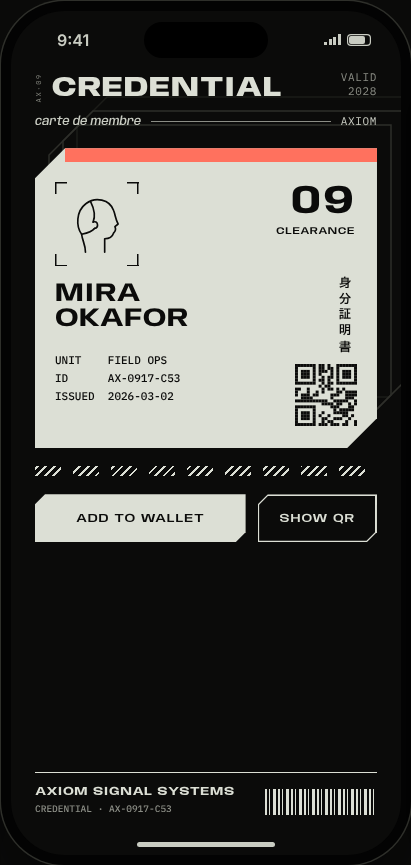 9:41
AX-09
CREDENTIAL
VALID
2028
carte de membre
AXIOM
09
CLEARANCE
MIRA
OKAFOR
身分証明書
UNIT FIELD OPS
ID AX-0917-C53
ISSUED 2026-03-02
ADD TO WALLET
SHOW QR
AXIOM SIGNAL SYSTEMS
CREDENTIAL · AX-0917-C53